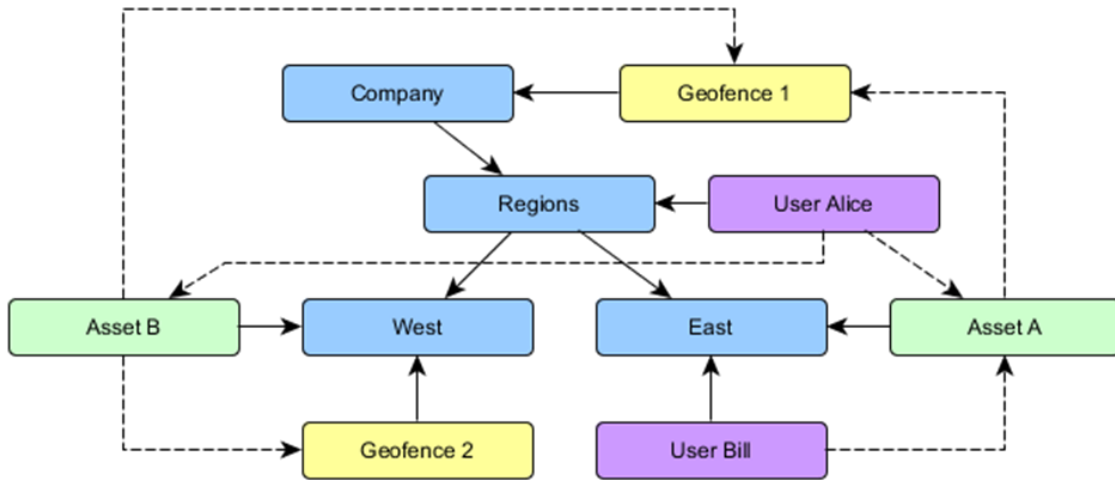 Company
Geofence 1
Regions
User Alice
Asset B
West
East
Asset A
Geofence 2
User Bill